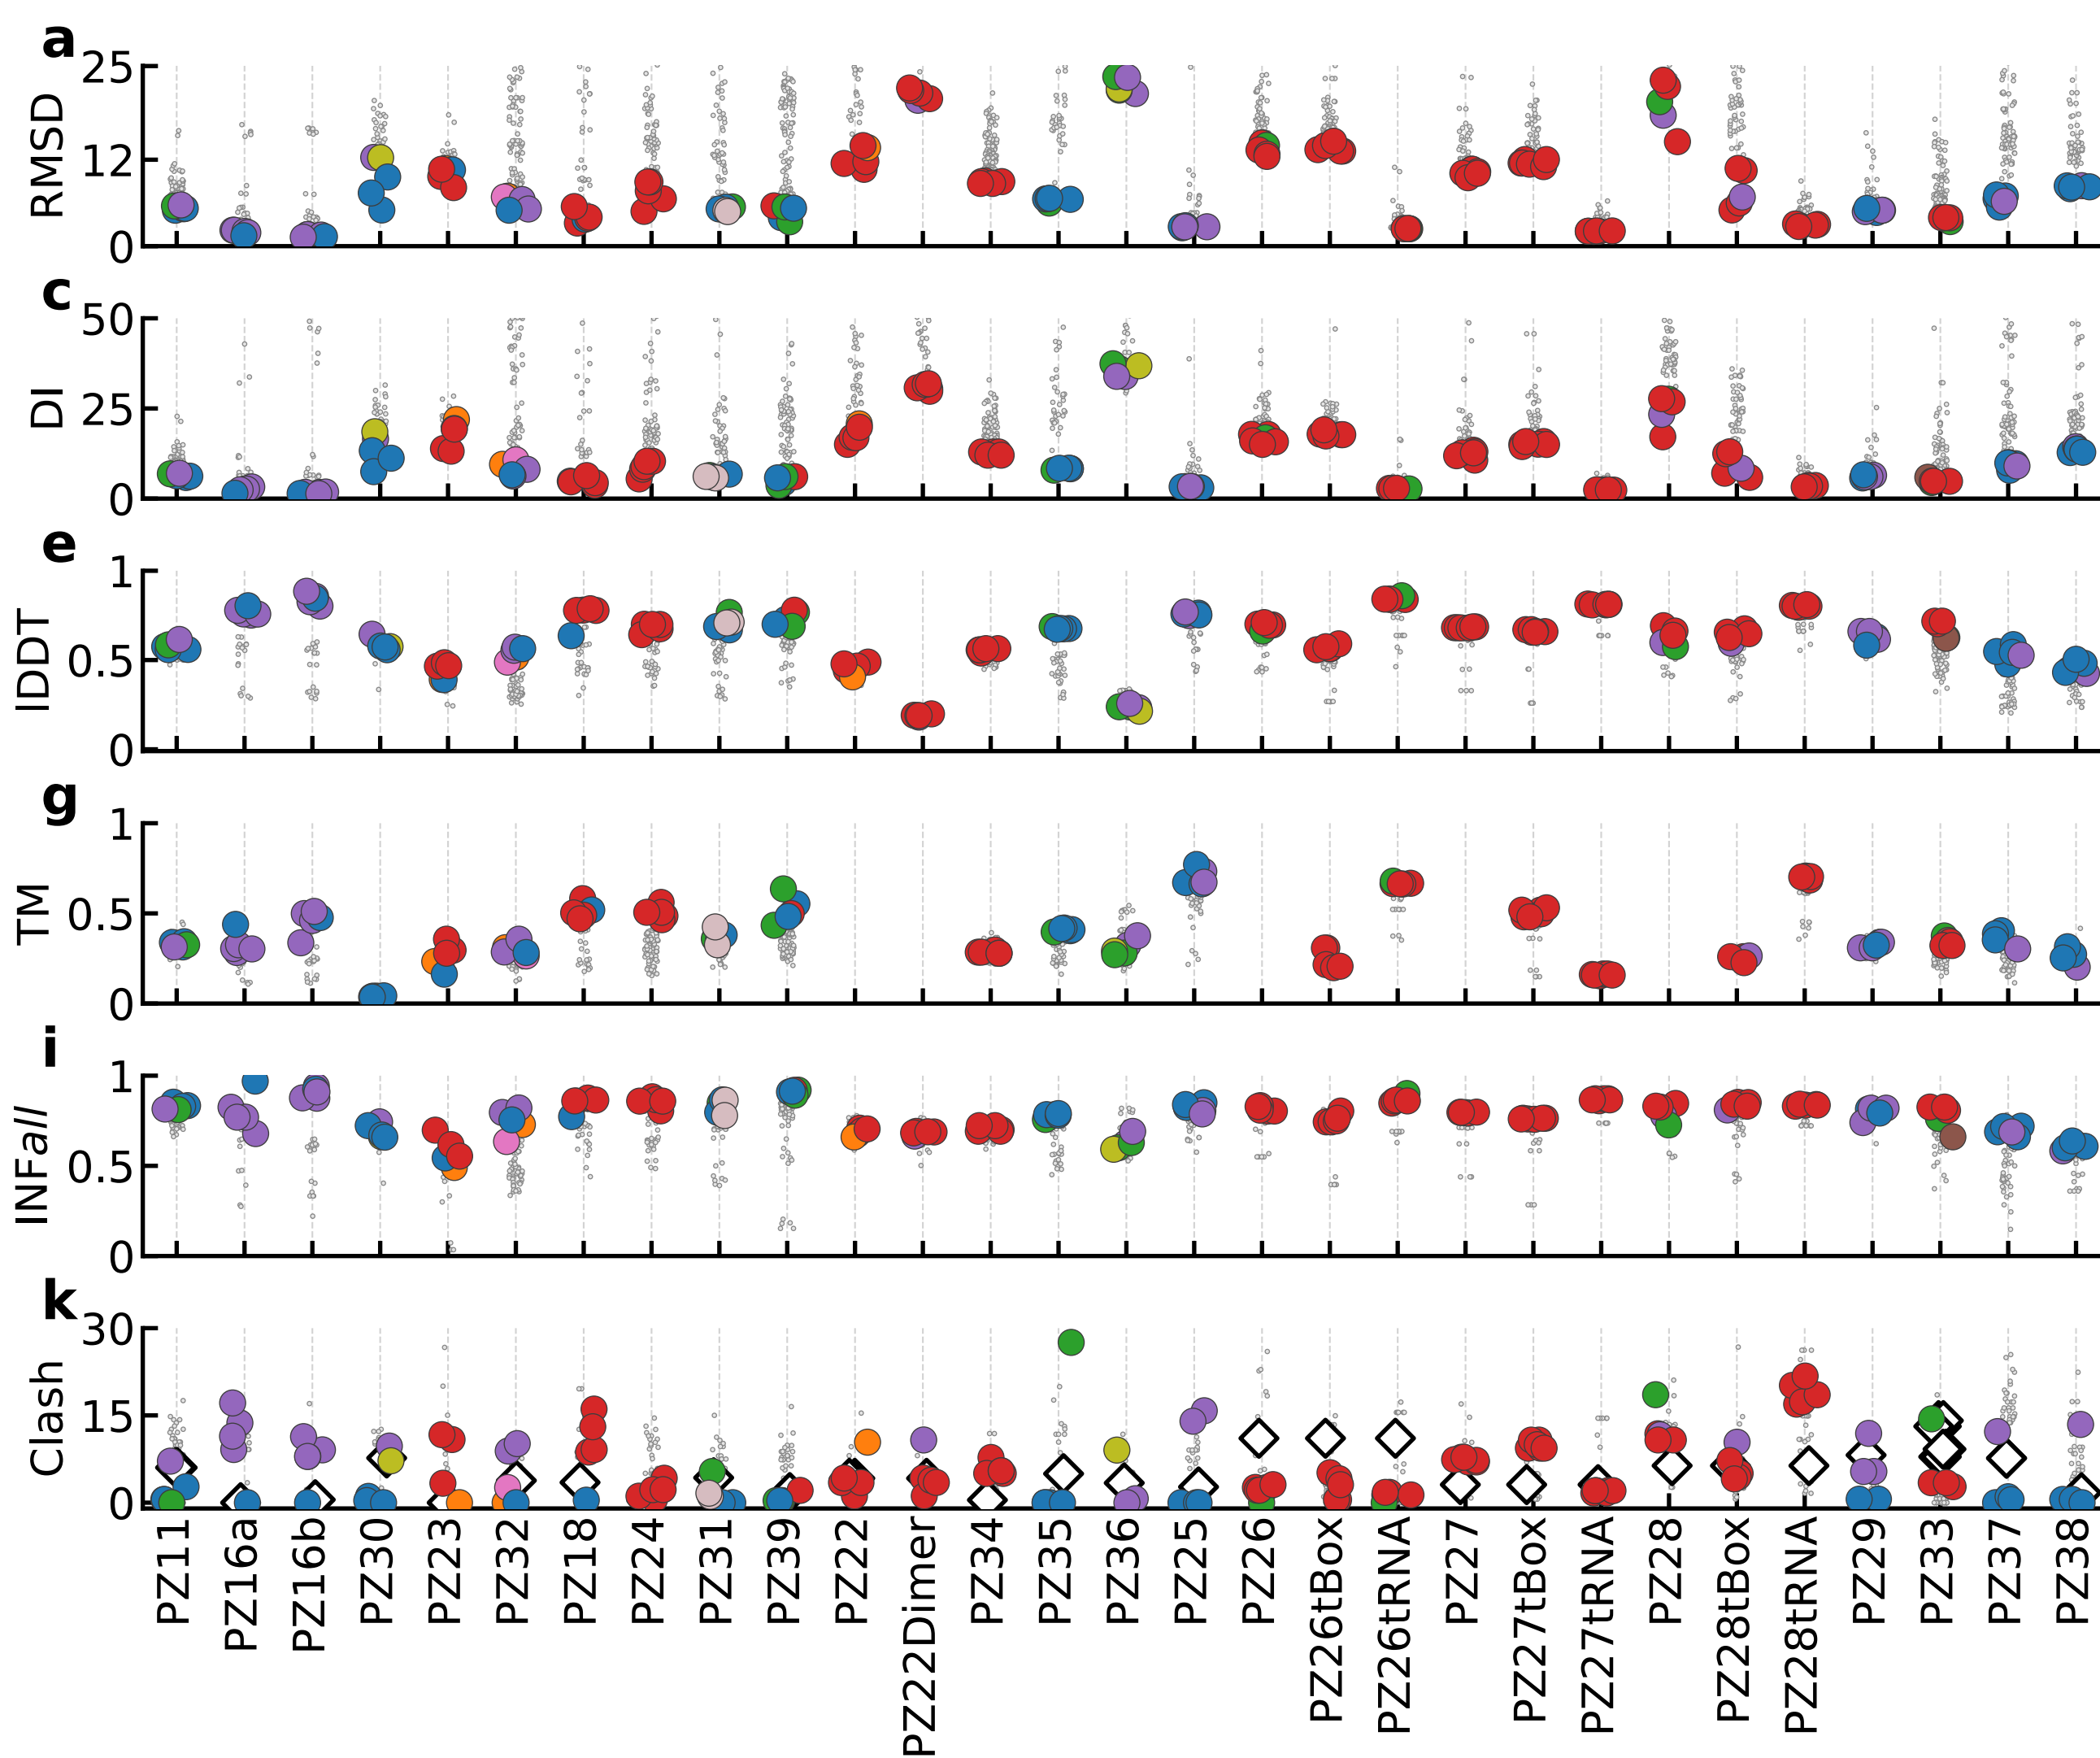 a
25
12
0
RMSD
c
50
25
0
DI
e
1
0.5
0
lDDT
g
1
0.5
0
TM
i
1
0.5
0
INFall
k
30
15
0
Clash
PZ11
PZ16a
PZ16b
PZ30
PZ23
PZ32
PZ18
PZ24
PZ31
PZ39
PZ22
PZ22Dimer
PZ34
PZ35
PZ36
PZ25
PZ26
PZ26tBox
PZ26tRNA
PZ27
PZ27tBox
PZ27tRNA
PZ28
PZ28tBox
PZ28tRNA
PZ29
PZ33
PZ37
PZ38